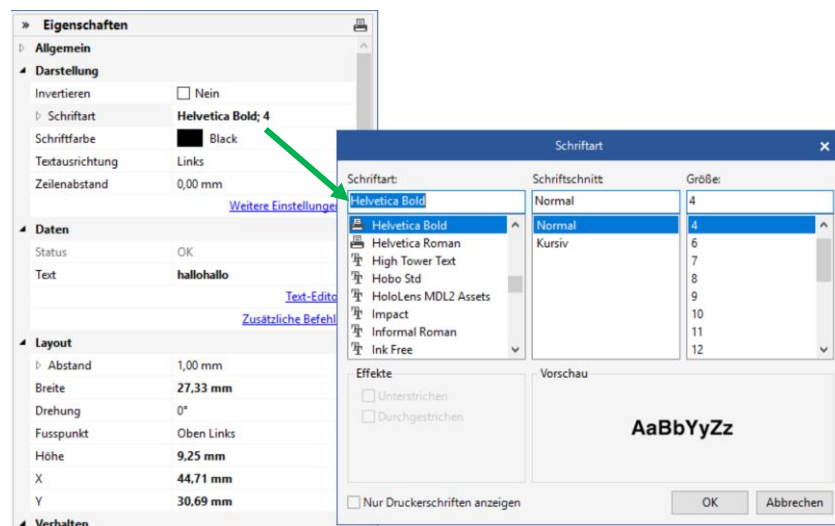 Eigenschaften
Allgemein
Darstellung
Invertieren Nein
Schriftart Helvetica Bold; 4
Schriftfarbe Black
Textausrichtung Links
Zeilenabstand 0,00 mm
Weitere Einstellungen
Daten
Status OK
Text hallohallo
Text-Edito
Zusätzliche Befehl
Layout
Abstand 1,00 mm
Breite 27,33 mm
Drehung 0°
Fusspunkt Oben Links
Höhe 9,25 mm
X 44,71 mm
Y 30,69 mm
Verhalten
Schriftart
Schriftart: Schriftschnitt: Größe:
Helvetica Bold Normal 4
Helvetica Bold Normal 4
Helvetica Roman Kursiv 6
High Tower Text 7
Hobo Std 8
HoloLens MDL2 Assets 9
Impact 10
Informal Roman 11
Ink Free 12
Effekte Vorschau
Unterstrichen
Durchgestrichen
AaBbYyZz
Nur Druckerschriften anzeigen OK Abbrechen